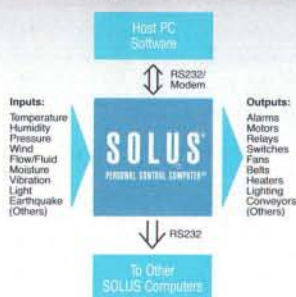 Host PC
Software
RS232/
Modem
Inputs:
Temperature
Humidity
Pressure
Wind
Flow/Fluid
Moisture
Vibration
Light
Earthquake
(Others)
SOLUS®
PERSONAL CONTROL COMPUTER™
Outputs:
Alarms
Motors
Relays
Switches
Fans
Belts
Heaters
Lighting
Conveyors
(Others)
RS232
To Other
SOLUS Computers